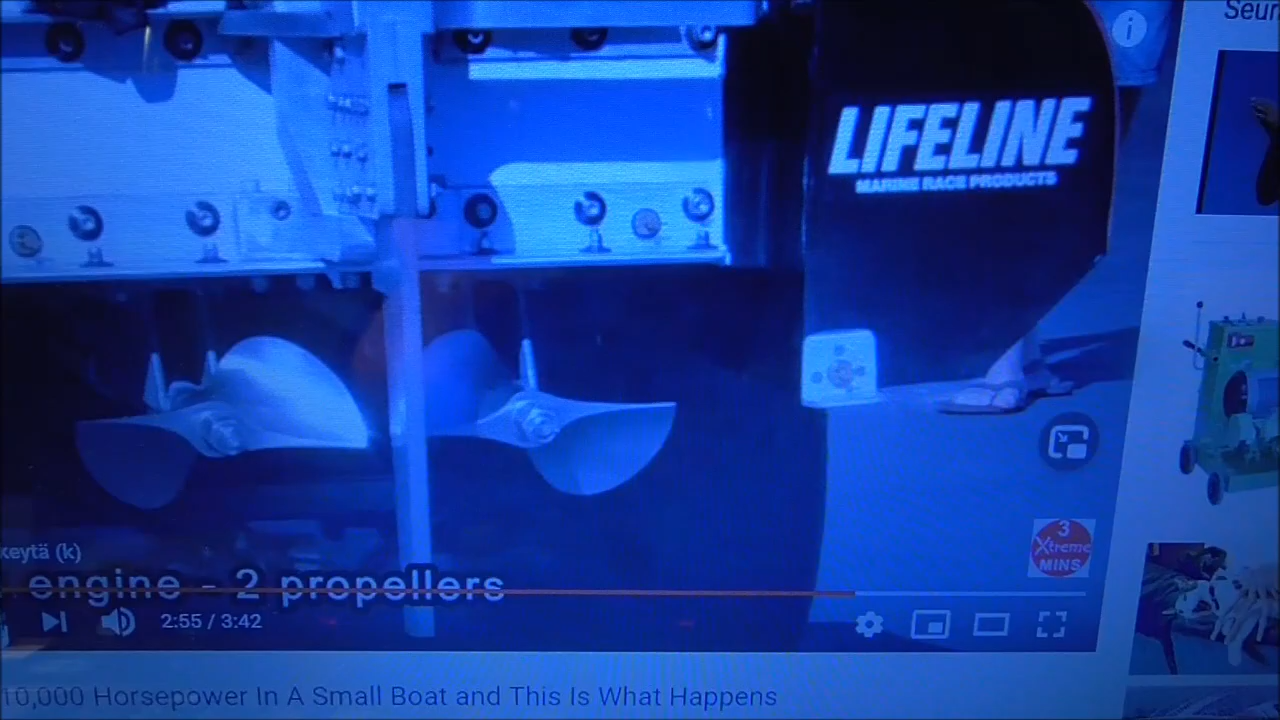 Seur
i
LIFELINE
MARINE RACE PRODUCTS
3
Xtreme
MINS
keytä (k)
engine - 2 propellers
2:55 / 3:42
10,000 Horsepower In A Small Boat and This Is What Happens